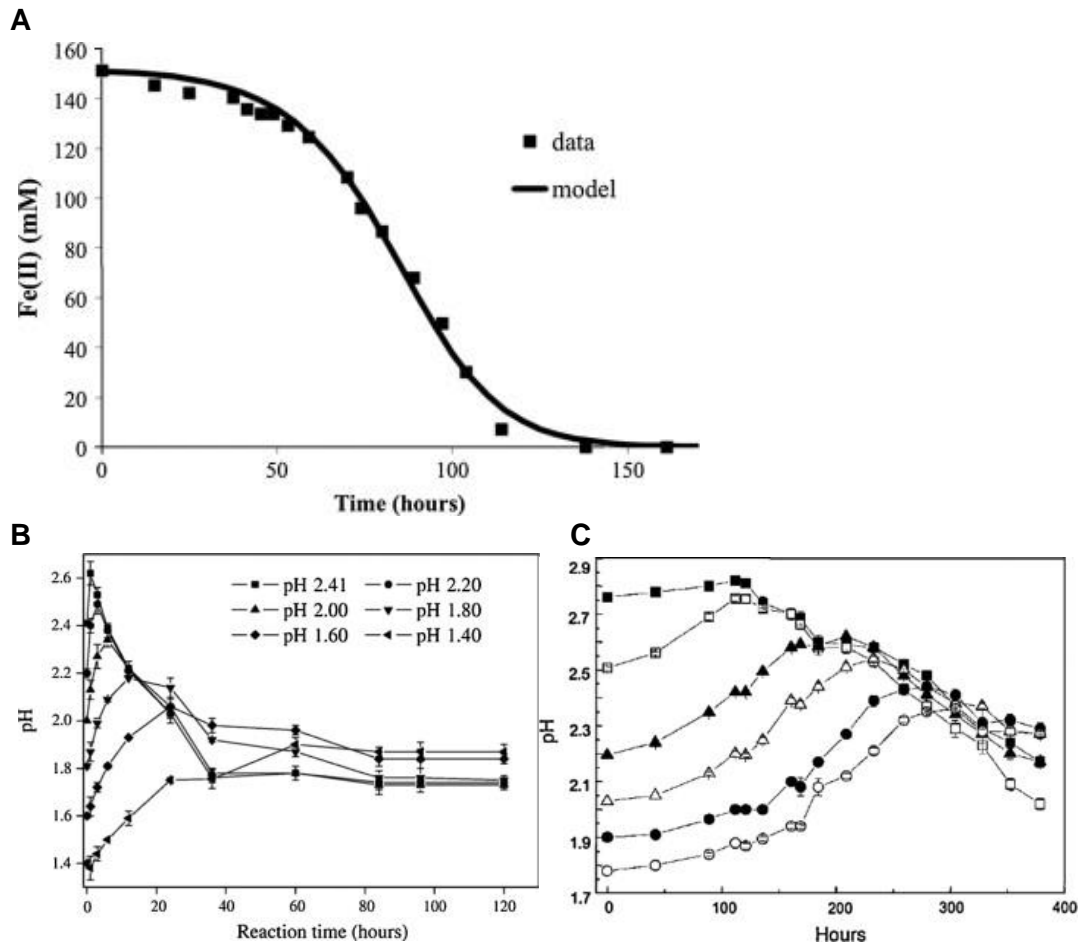 A
160
140
120
100
80
60
40
20
0
Fe(II) (mM)
data
model
0 50 100 150
Time (hours)
B
2.6
2.4
2.2
2.0
1.8
1.6
1.4
pH
pH 2.41 pH 2.20
pH 2.00 pH 1.80
pH 1.60 pH 1.40
0 20 40 60 80 100 120
Reaction time (hours)
C
2.9
2.7
2.5
2.3
2.1
1.9
1.7
pH
0 100 200 300 400
Hours